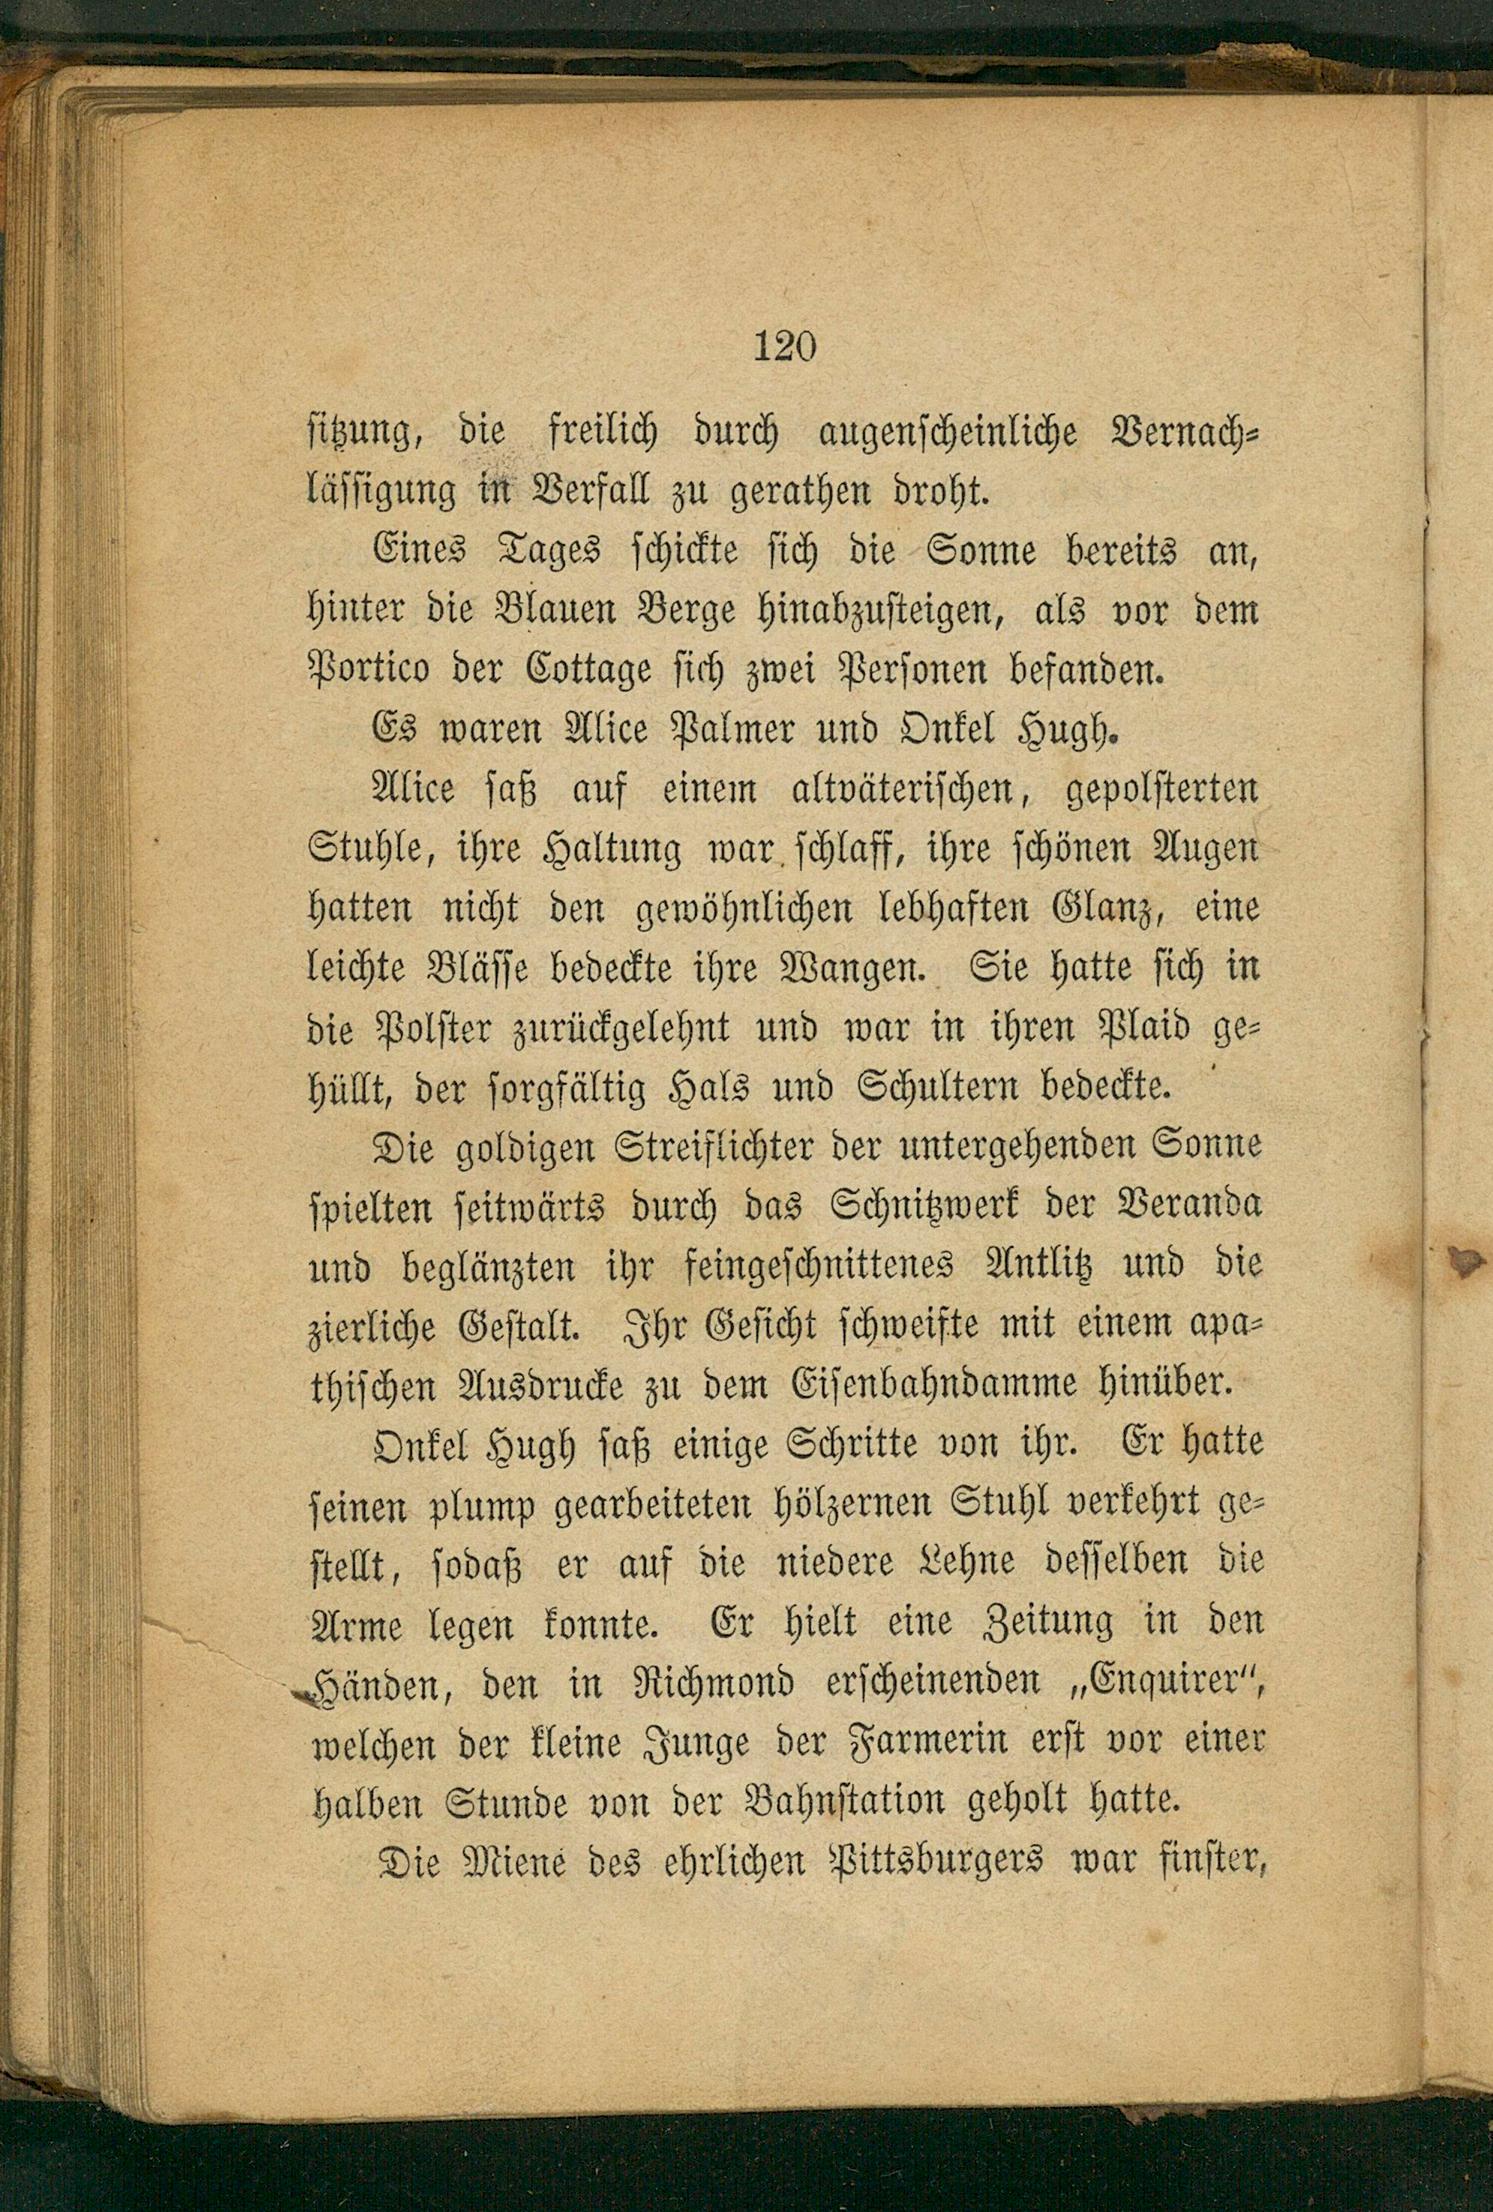 120
sitzung, die freilich durch augenscheinliche Vernach-
lässigung in Verfall zu gerathen droht.
Eines Tages schickte sich die Sonne bereits an,
hinter die Blauen Berge hinabzusteigen, als vor dem
Portico der Cottage sich zwei Personen befanden.
Es waren Alice Palmer und Onkel Hugh.
Alice saß auf einem altväterischen, gepolsterten
Stuhle, ihre Haltung war schlaff, ihre schönen Augen
hatten nicht den gewöhnlichen lebhaften Glanz, eine
leichte Blässe bedeckte ihre Wangen. Sie hatte sich in
die Polster zurückgelehnt und war in ihren Plaid ge-
hüllt, der sorgfältig Hals und Schultern bedeckte.
Die goldigen Streiflichter der untergehenden Sonne
spielten seitwärts durch das Schnitzwerk der Veranda
und beglänzten ihr feingeschnittenes Antlitz und die
zierliche Gestalt. Ihr Gesicht schweifte mit einem apa-
thischen Ausdrucke zu dem Eisenbahndamme hinüber.
Onkel Hugh saß einige Schritte von ihr. Er hatte
seinen plump gearbeiteten hölzernen Stuhl verkehrt ge-
stellt, sodaß er auf die niedere Lehne desselben die
Arme legen konnte. Er hielt eine Zeitung in den
Händen, den in Richmond erscheinenden „Enquirer“,
welchen der kleine Junge der Farmerin erst vor einer
halben Stunde von der Bahnstation geholt hatte.
Die Miene des ehrlichen Pittsburgers war finster,